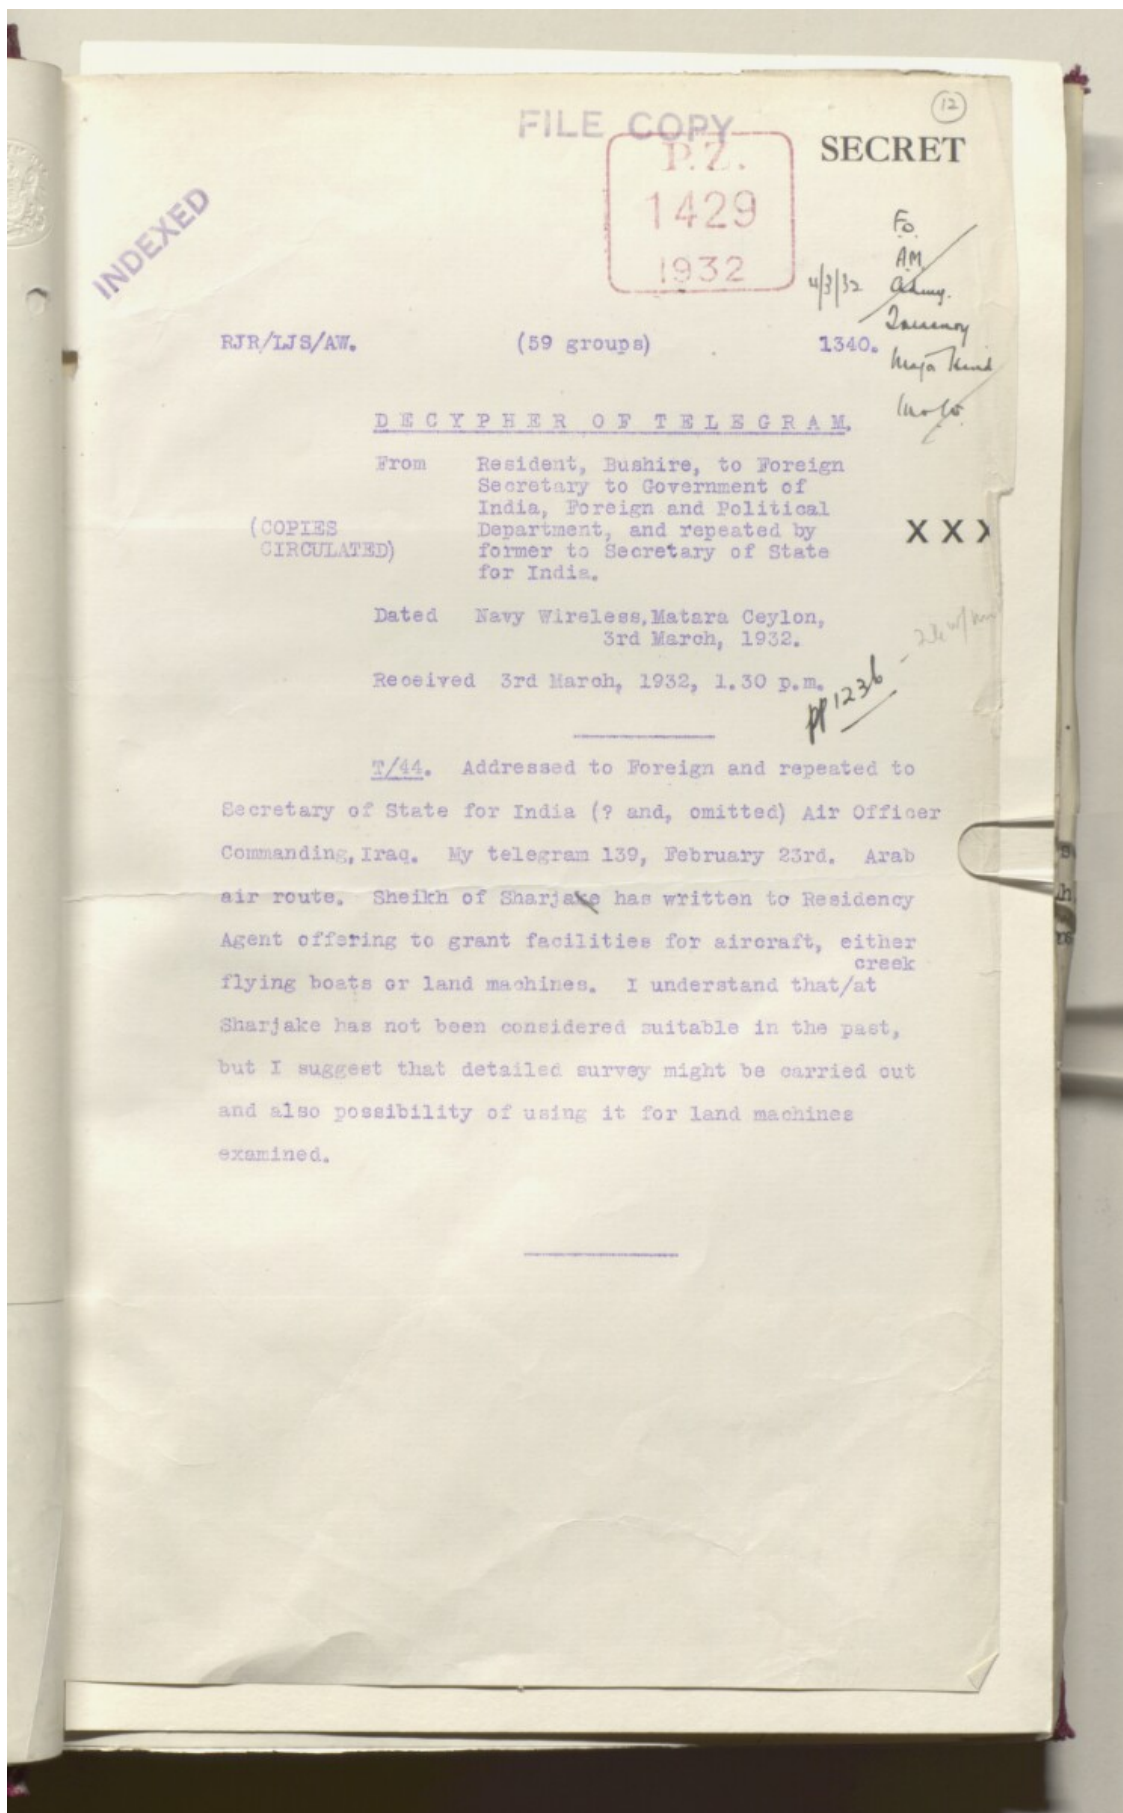 12
FILE COPY
SECRET
P.Z.
1429
1932
INDEXED
F.O.
A.M.
4/3/32
RJR/LJS/AW. (59 groups) 1340.
DECYPHER OF TELEGRAM.
From Resident, Bushire, to Foreign
Secretary to Government of
India, Foreign and Political
(COPIES Department, and repeated by
CIRCULATED) former to Secretary of State
for India.
X X X
Dated Navy Wireless, Matara Ceylon,
3rd March, 1932.
Received 3rd March, 1932, 1.30 p.m.
pp 1236
T/44. Addressed to Foreign and repeated to
Secretary of State for India (? and, omitted) Air Officer
Commanding, Iraq. My telegram 139, February 23rd. Arab
air route. Sheikh of Sharjake has written to Residency
Agent offering to grant facilities for aircraft, either
creek
flying boats or land machines. I understand that/at
Sharjake has not been considered suitable in the past,
but I suggest that detailed survey might be carried out
and also possibility of using it for land machines
examined.